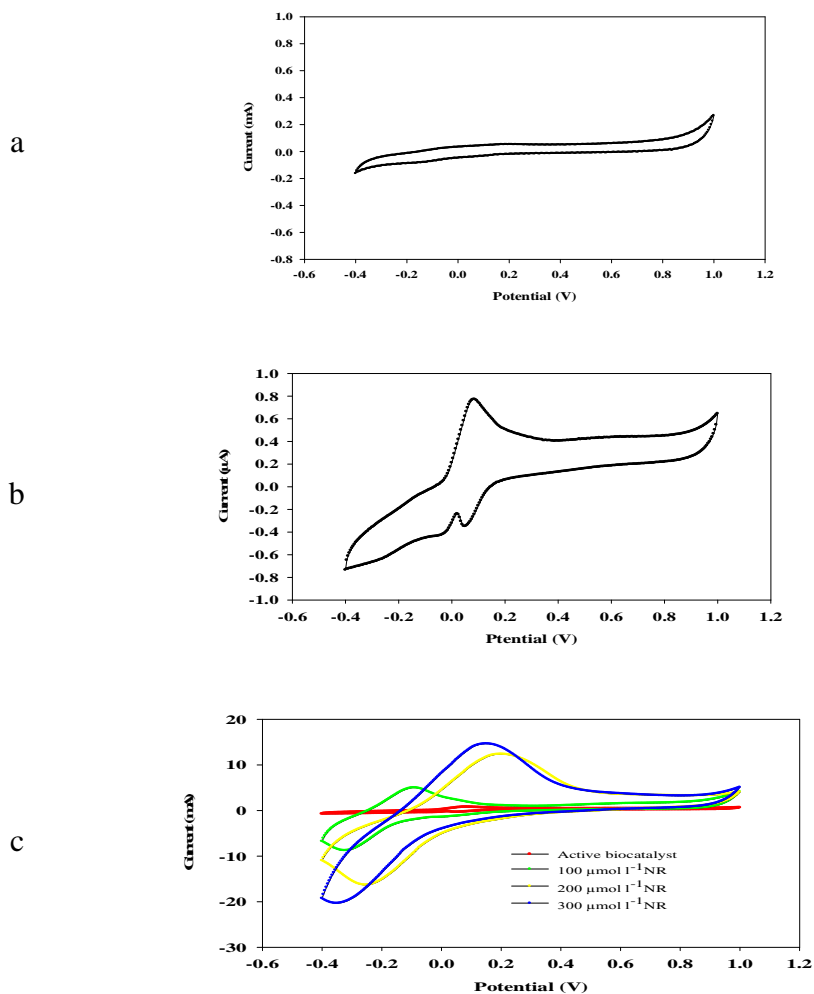 a
1.0
0.8
0.6
0.4
0.2
0.0
-0.2
-0.4
-0.6
-0.8
Current (mA)
-0.6 -0.4 -0.2 0.0 0.2 0.4 0.6 0.8 1.0 1.2
Potential (V)
b
1.0
0.8
0.6
0.4
0.2
0.0
-0.2
-0.4
-0.6
-0.8
-1.0
Current (µA)
-0.6 -0.4 -0.2 0.0 0.2 0.4 0.6 0.8 1.0 1.2
Ptential (V)
c
20
10
0
-10
-20
-30
Current (mA)
Active biocatalyst
100 µmol l⁻¹NR
200 µmol l⁻¹NR
300 µmol l⁻¹NR
-0.6 -0.4 -0.2 0.0 0.2 0.4 0.6 0.8 1.0 1.2
Potential (V)